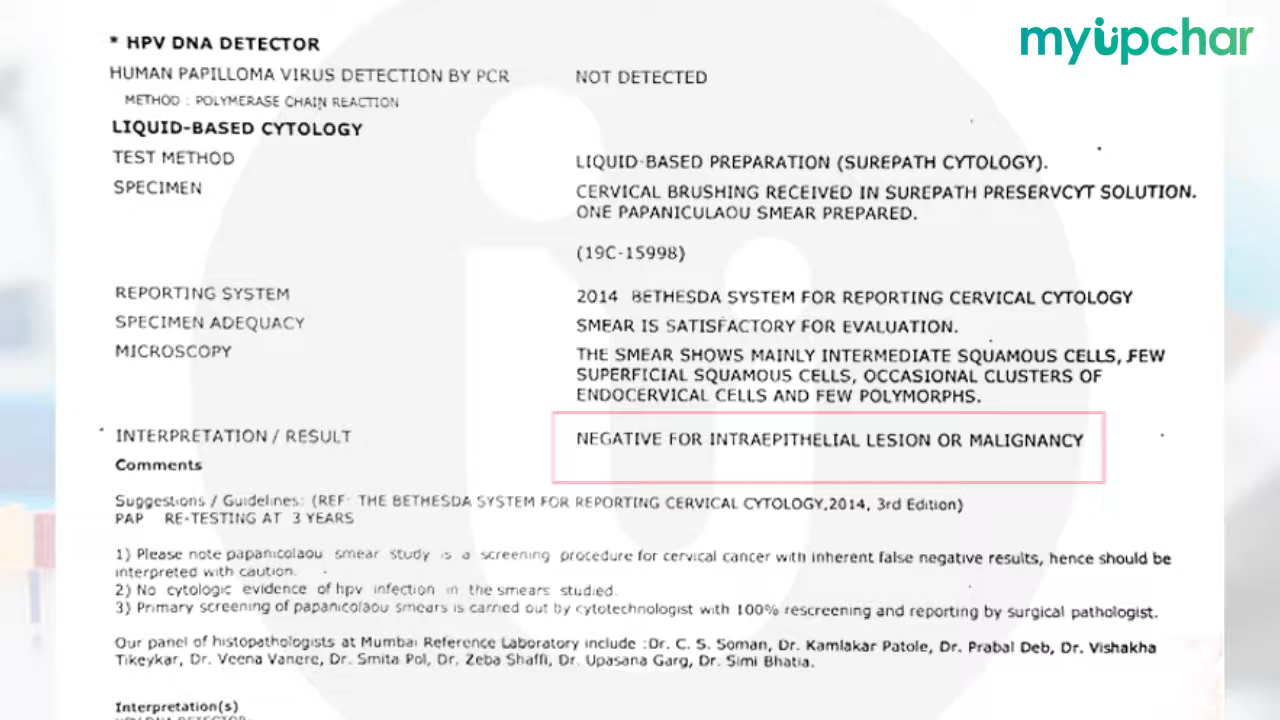 myupchar
* HPV DNA DETECTOR
HUMAN PAPILLOMA VIRUS DETECTION BY PCR NOT DETECTED
METHOD : POLYMERASE CHAIN REACTION
LIQUID-BASED CYTOLOGY
TEST METHOD LIQUID-BASED PREPARATION (SUREPATH CYTOLOGY).
SPECIMEN CERVICAL BRUSHING RECEIVED IN SUREPATH PRESERVCYT SOLUTION.
ONE PAPANICULAOU SMEAR PREPARED.
(19C-15998)
REPORTING SYSTEM 2014 BETHESDA SYSTEM FOR REPORTING CERVICAL CYTOLOGY
SPECIMEN ADEQUACY SMEAR IS SATISFACTORY FOR EVALUATION.
MICROSCOPY THE SMEAR SHOWS MAINLY INTERMEDIATE SQUAMOUS CELLS, FEW
SUPERFICIAL SQUAMOUS CELLS, OCCASIONAL CLUSTERS OF
ENDOCERVICAL CELLS AND FEW POLYMORPHS.
INTERPRETATION / RESULT NEGATIVE FOR INTRAEPITHELIAL LESION OR MALIGNANCY
Comments
Suggestions / Guidelines: (REF: THE BETHESDA SYSTEM FOR REPORTING CERVICAL CYTOLOGY,2014, 3rd Edition)
PAP RE-TESTING AT 3 YEARS
1) Please note papanicolaou smear study is a screening procedure for cervical cancer with inherent false negative results, hence should be
interpreted with caution.
2) No cytologic evidence of hpv infection in the smears studied.
3) Primary screening of papanicolaou smears is carried out by cytotechnologist with 100% rescreening and reporting by surgical pathologist.
Our panel of histopathologists at Mumbai Reference Laboratory include :Dr. C. S. Soman, Dr. Kamlakar Patole, Dr. Prabal Deb, Dr. Vishakha
Tikeykar, Dr. Veena Vanere, Dr. Smita Pol, Dr. Zeba Shaffi, Dr. Upasana Garg, Dr. Simi Bhatia.
Interpretation(s)
HPV DNA DETECTOR-